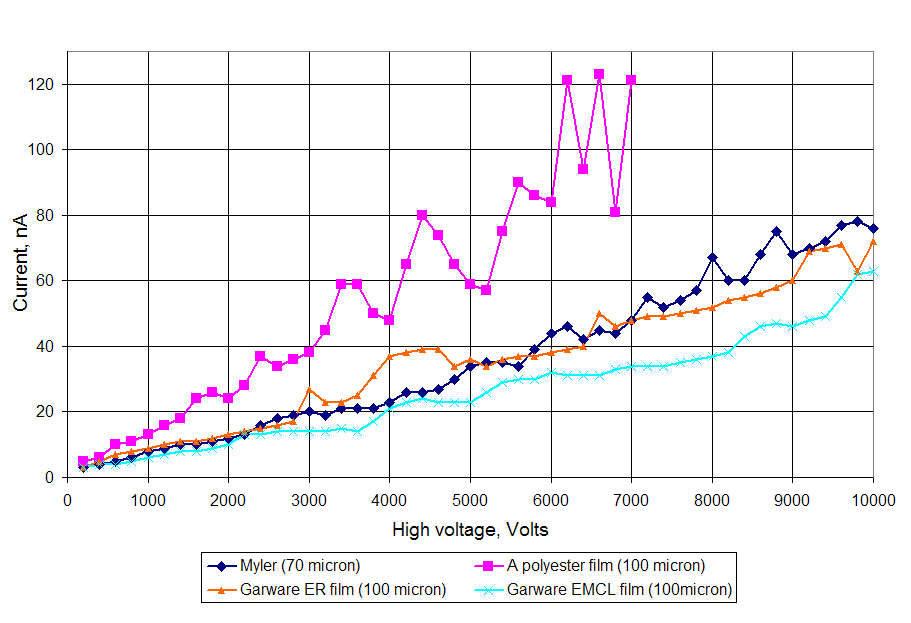 120
100
80
60
40
20
0
Current, nA
0 1000 2000 3000 4000 5000 6000 7000 8000 9000 10000
High voltage, Volts
Myler (70 micron) A polyester film (100 micron)
Garware ER film (100 micron) Garware EMCL film (100micron)